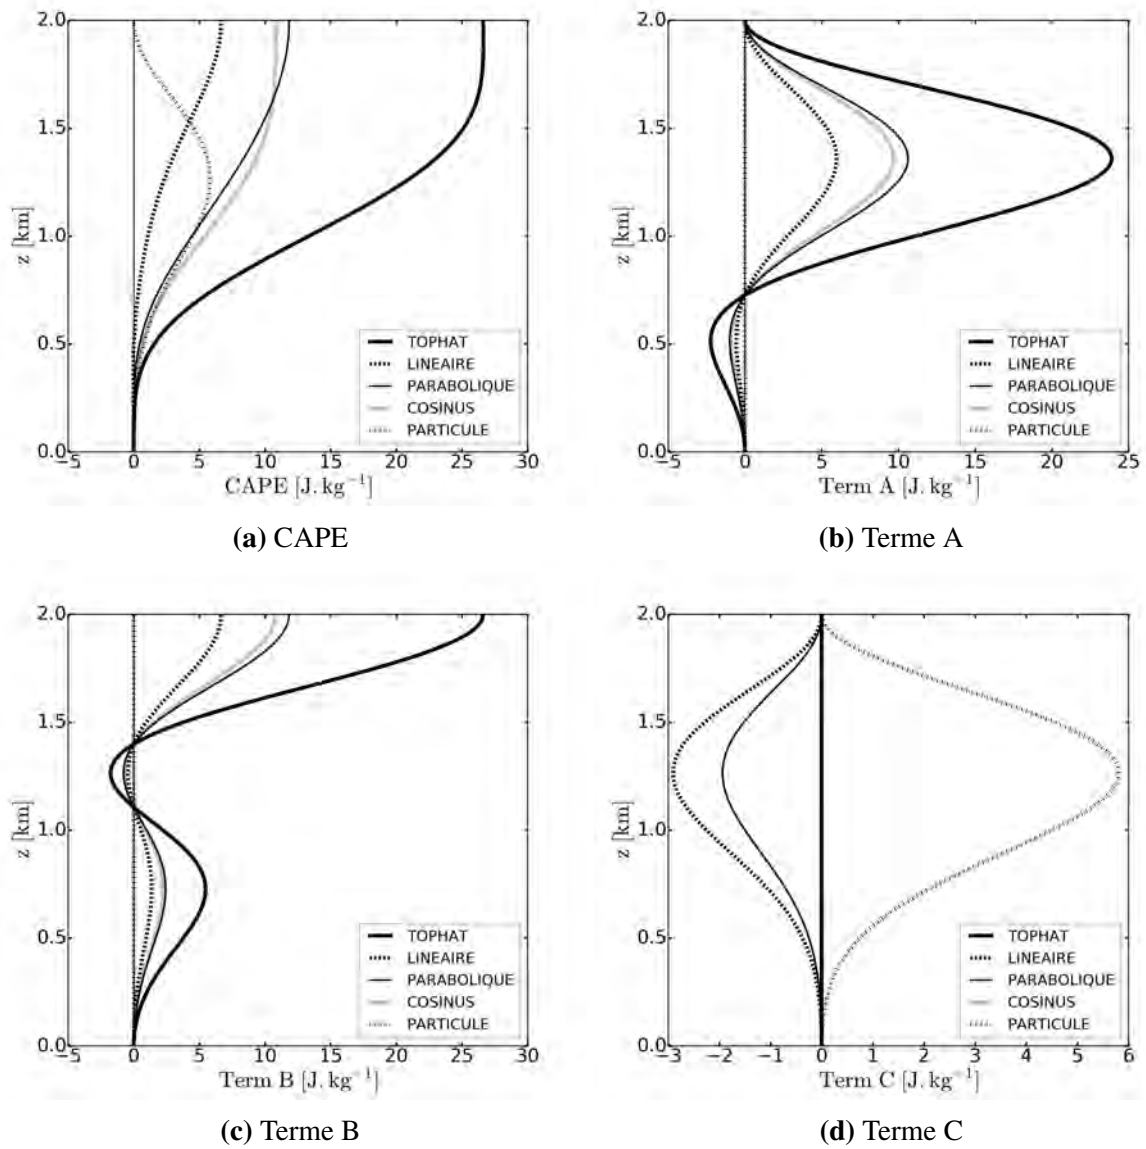 2.0
1.5
1.0
0.5
0.0
z [km]
−5 0 5 10 15 20 25 30
CAPE [J.kg⁻¹]
TOPHAT
LINEAIRE
PARABOLIQUE
COSINUS
PARTICULE
(a) CAPE
2.0
1.5
1.0
0.5
0.0
z [km]
−5 0 5 10 15 20 25
Term A [J.kg⁻¹]
TOPHAT
LINEAIRE
PARABOLIQUE
COSINUS
PARTICULE
(b) Terme A
2.0
1.5
1.0
0.5
0.0
z [km]
−5 0 5 10 15 20 25 30
Term B [J.kg⁻¹]
TOPHAT
LINEAIRE
PARABOLIQUE
COSINUS
PARTICULE
(c) Terme B
2.0
1.5
1.0
0.5
0.0
z [km]
−3 −2 −1 0 1 2 3 4 5 6
Term C [J.kg⁻¹]
TOPHAT
LINEAIRE
PARABOLIQUE
COSINUS
PARTICULE
(d) Terme C